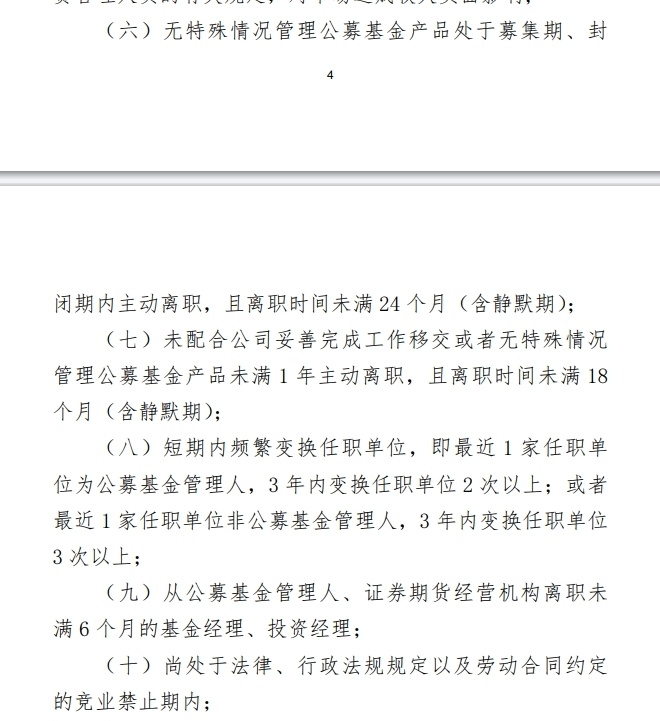 （六）无特殊情况管理公募基金产品处于募集期、封
4
闭期内主动离职，且离职时间未满 24 个月（含静默期）；
（七）未配合公司妥善完成工作移交或者无特殊情况
管理公募基金产品未满 1 年主动离职，且离职时间未满 18
个月（含静默期）；
（八）短期内频繁变换任职单位，即最近 1 家任职单
位为公募基金管理人，3 年内变换任职单位 2 次以上；或者
最近 1 家任职单位非公募基金管理人，3 年内变换任职单位
3 次以上；
（九）从公募基金管理人、证券期货经营机构离职未
满 6 个月的基金经理、投资经理；
（十）尚处于法律、行政法规规定以及劳动合同约定
的竞业禁止期内；